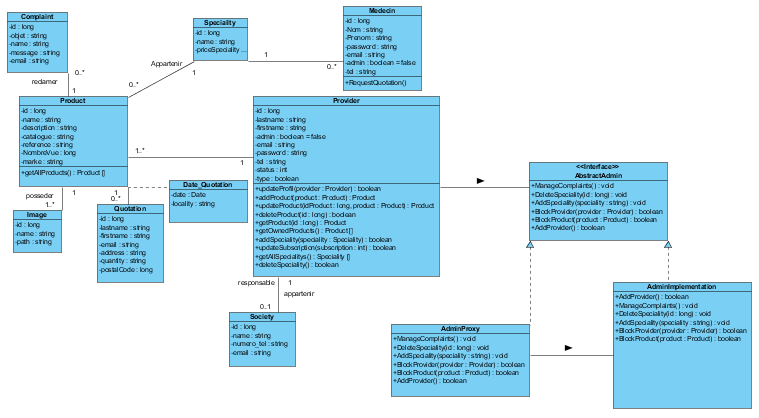 Complaint
-id : long
-objet : string
-name : string
-message : string
-email : string
0..*
reclamer
1
Speciality
-id : long
-name : string
-priceSpeciality ...
Appartenir
0..*
1
1
0..*
Medecin
-id : long
-Nom : string
-Prenom : string
-password : string
-email : string
-admin : boolean = false
-tel : string
+RequestQuotation()
Product
-id : long
-name : string
-description : string
-catalogue : string
-reference : string
-NombreVue : long
-marke : string
+getAllProducts() : Product []
1..*
1
posseder
1
1..*
Image
-id : long
-name : string
-path : string
1
0..*
Quotation
-id : long
-lastname : string
-firstname : string
-email : string
-address : string
-quantity : string
-postalCode : long
Date_Quotation
-date : Date
-locality : string
Provider
-id : long
-lastname : string
-firstname : string
-admin : boolean = false
-email : string
-password : string
-tel : string
-status : int
-type : boolean
+updateProfil(provider : Provider) : boolean
+addProduct(product : Product) : Product
+updateProduct(idProduct : long, product : Product) : Product
+deleteProduct(id : long) : boolean
+getProduct(id : long) : Product
+getOwnedProducts() : Product []
+addSpeciality(speciality : Speciality) : boolean
+updateSubscription(subscription : int) : boolean
+getAllSpecialitys() : Speciality []
+deleteSpeciality() : boolean
responsable
1
appartenir
0..1
Society
-id : long
-name : string
-numero_tel : string
-email : string
<<Interface>>
AbstractAdmin
+ManageComplaints() : void
+DeleteSpeciality(id : long) : void
+AddSpeciality(speciality : string) : void
+BlockProvider(provider : Provider) : boolean
+BlockProduct(product : Product) : boolean
+AddProvider() : boolean
AdminProxy
+ManageComplaints() : void
+DeleteSpeciality(id : long) : void
+AddSpeciality(speciality : string) : void
+BlockProvider(provider : Provider) : boolean
+BlockProduct(product : Product) : boolean
+AddProvider() : boolean
AdminImplementation
+AddProvider() : boolean
+ManageComplaints() : void
+DeleteSpeciality(id : long) : void
+AddSpeciality(speciality : string) : void
+BlockProvider(provider : Provider) : boolean
+BlockProduct(product : Product) : boolean